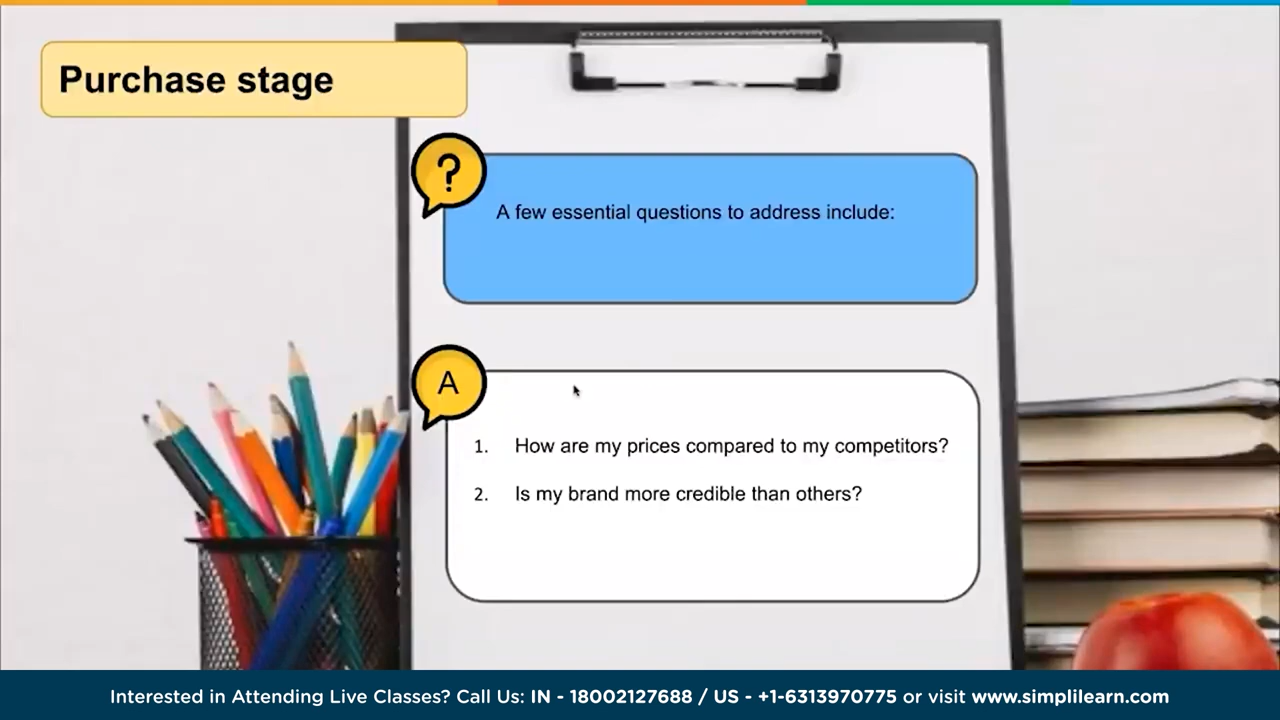 Purchase stage
?
A few essential questions to address include:
A
1. How are my prices compared to my competitors?
2. Is my brand more credible than others?
Interested in Attending Live Classes? Call Us: IN - 18002127688 / US - +1-6313970775 or visit www.simplilearn.com